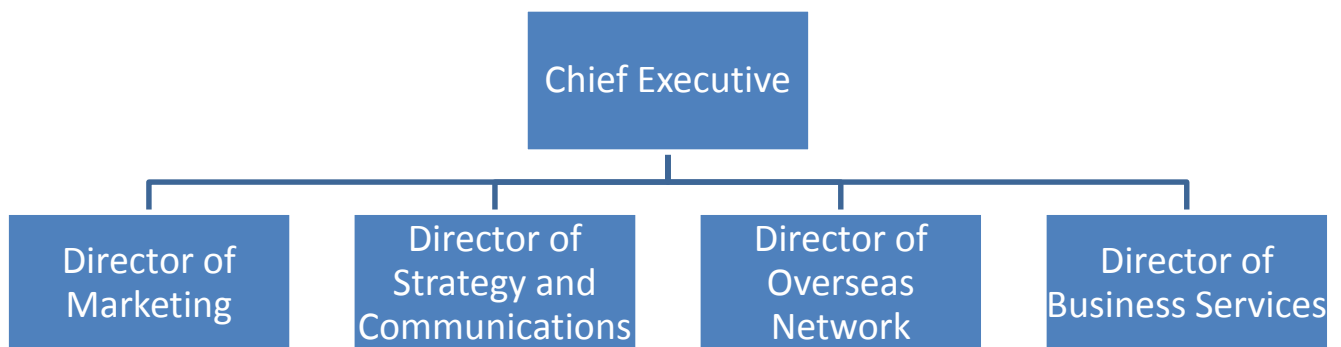 Chief Executive
Director of
Marketing
Director of
Strategy and
Communications
Director of
Overseas
Network
Director of
Business Services